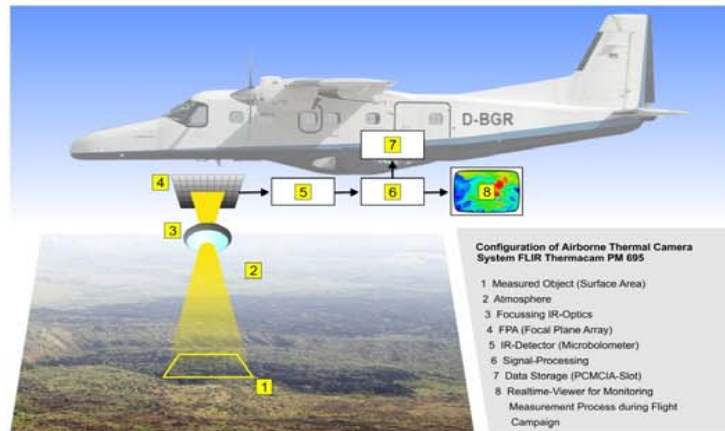 D-BGR
7
4
5
6
8
3
2
1
Configuration of Airborne Thermal Camera
System FLIR Thermacam PM 695
1 Measured Object (Surface Area)
2 Atmosphere
3 Focussing IR-Optics
4 FPA (Focal Plane Array)
5 IR-Detector (Microbolometer)
6 Signal-Processing
7 Data Storage (PCMCIA-Slot)
8 Realtime-Viewer for Monitoring
Measurement Process during Flight
Campaign